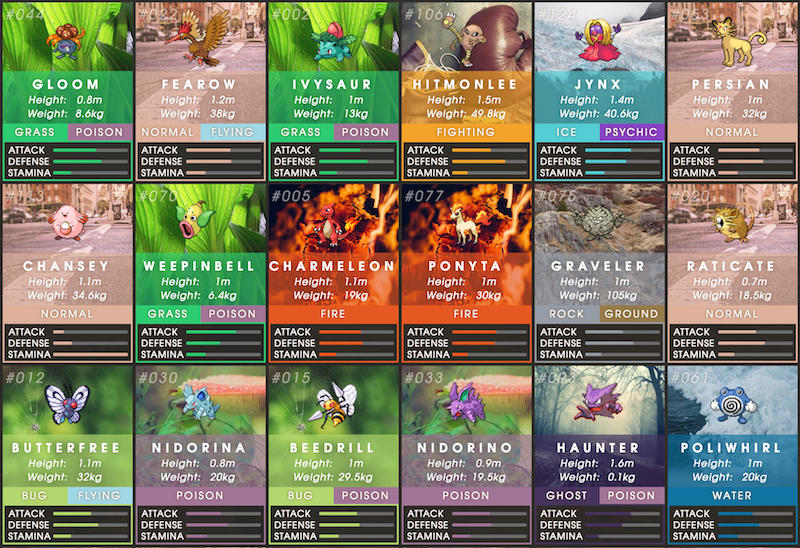 #044
GLOOM
Height: 0.8m
Weight: 8.6kg
GRASS POISON
ATTACK
DEFENSE
STAMINA
#022
FEAROW
Height: 1.2m
Weight: 38kg
NORMAL FLYING
ATTACK
DEFENSE
STAMINA
#002
IVYSAUR
Height: 1m
Weight: 13kg
GRASS POISON
ATTACK
DEFENSE
STAMINA
#106
HITMONLEE
Height: 1.5m
Weight: 49.8kg
FIGHTING
ATTACK
DEFENSE
STAMINA
#124
JYNX
Height: 1.4m
Weight: 40.6kg
ICE PSYCHIC
ATTACK
DEFENSE
STAMINA
#053
PERSIAN
Height: 1m
Weight: 32kg
NORMAL
ATTACK
DEFENSE
STAMINA
#113
CHANSEY
Height: 1.1m
Weight: 34.6kg
NORMAL
ATTACK
DEFENSE
STAMINA
#070
WEEPINBELL
Height: 1m
Weight: 6.4kg
GRASS POISON
ATTACK
DEFENSE
STAMINA
#005
CHARMELEON
Height: 1.1m
Weight: 19kg
FIRE
ATTACK
DEFENSE
STAMINA
#077
PONYTA
Height: 1m
Weight: 30kg
FIRE
ATTACK
DEFENSE
STAMINA
#075
GRAVELER
Height: 1m
Weight: 105kg
ROCK GROUND
ATTACK
DEFENSE
STAMINA
#020
RATICATE
Height: 0.7m
Weight: 18.5kg
NORMAL
ATTACK
DEFENSE
STAMINA
#012
BUTTERFREE
Height: 1.1m
Weight: 32kg
BUG FLYING
ATTACK
DEFENSE
STAMINA
#030
NIDORINA
Height: 0.8m
Weight: 20kg
POISON
ATTACK
DEFENSE
STAMINA
#015
BEEDRILL
Height: 1m
Weight: 29.5kg
BUG POISON
ATTACK
DEFENSE
STAMINA
#033
NIDORINO
Height: 0.9m
Weight: 19.5kg
POISON
ATTACK
DEFENSE
STAMINA
#093
HAUNTER
Height: 1.6m
Weight: 0.1kg
GHOST POISON
ATTACK
DEFENSE
STAMINA
#061
POLIWHIRL
Height: 1m
Weight: 20kg
WATER
ATTACK
DEFENSE
STAMINA